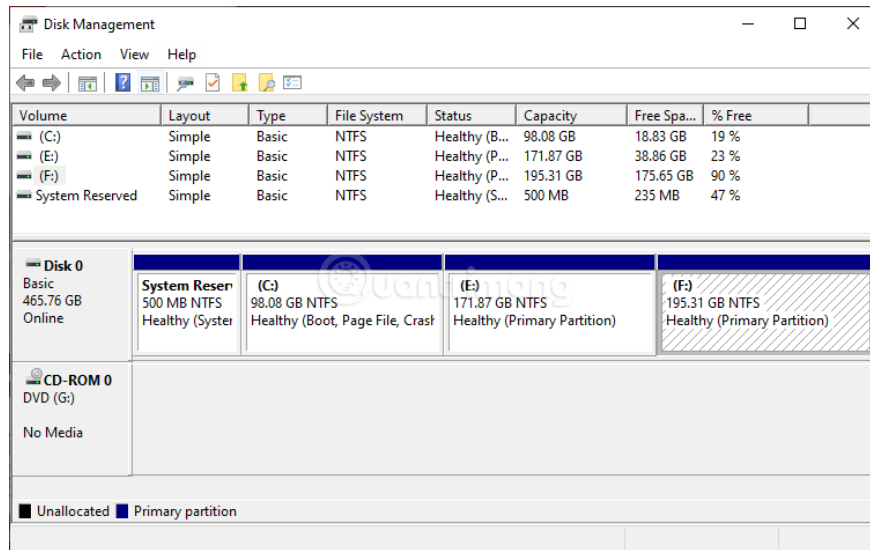 Disk Management
File Action View Help
Volume Layout Type File System Status Capacity Free Spa... % Free
(C:) Simple Basic NTFS Healthy (B... 98.08 GB 18.83 GB 19 %
(E:) Simple Basic NTFS Healthy (P... 171.87 GB 38.86 GB 23 %
(F:) Simple Basic NTFS Healthy (P... 195.31 GB 175.65 GB 90 %
System Reserved Simple Basic NTFS Healthy (S... 500 MB 235 MB 47 %
Disk 0
Basic
465.76 GB
Online
System Reser
500 MB NTFS
Healthy (System
(C:)
98.08 GB NTFS
Healthy (Boot, Page File, Crash
(E:)
171.87 GB NTFS
Healthy (Primary Partition)
(F:)
195.31 GB NTFS
Healthy (Primary Partition)
Quantrimang
CD-ROM 0
DVD (G:)
No Media
Unallocated Primary partition